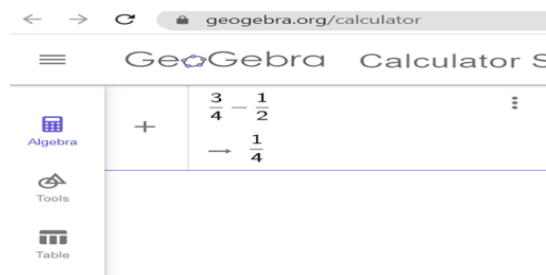 geogebra.org/calculator
GeoGebra Calculator S
3/4 - 1/2
→ 1/4
+
Algebra
Tools
Table